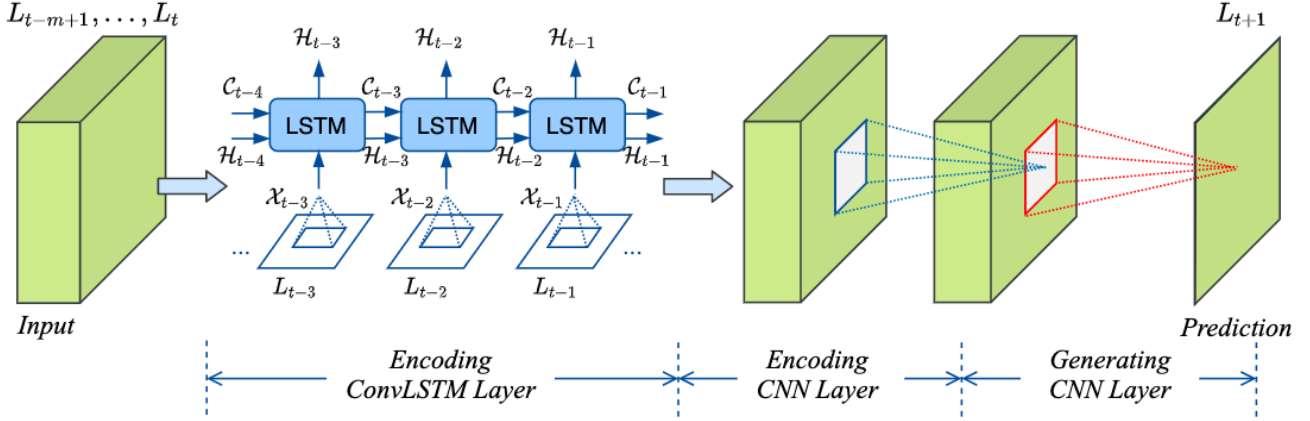 L_{t−m+1}, ..., L_t
L_{t+1}
ℋ_{t−3} ℋ_{t−2} ℋ_{t−1}
𝒞_{t−4} 𝒞_{t−3} 𝒞_{t−2} 𝒞_{t−1}
LSTM LSTM LSTM
ℋ_{t−4} ℋ_{t−3} ℋ_{t−2} ℋ_{t−1}
𝒳_{t−3} 𝒳_{t−2} 𝒳_{t−1}
... ...
L_{t−3} L_{t−2} L_{t−1}
Input
Prediction
Encoding
ConvLSTM Layer
Encoding
CNN Layer
Generating
CNN Layer